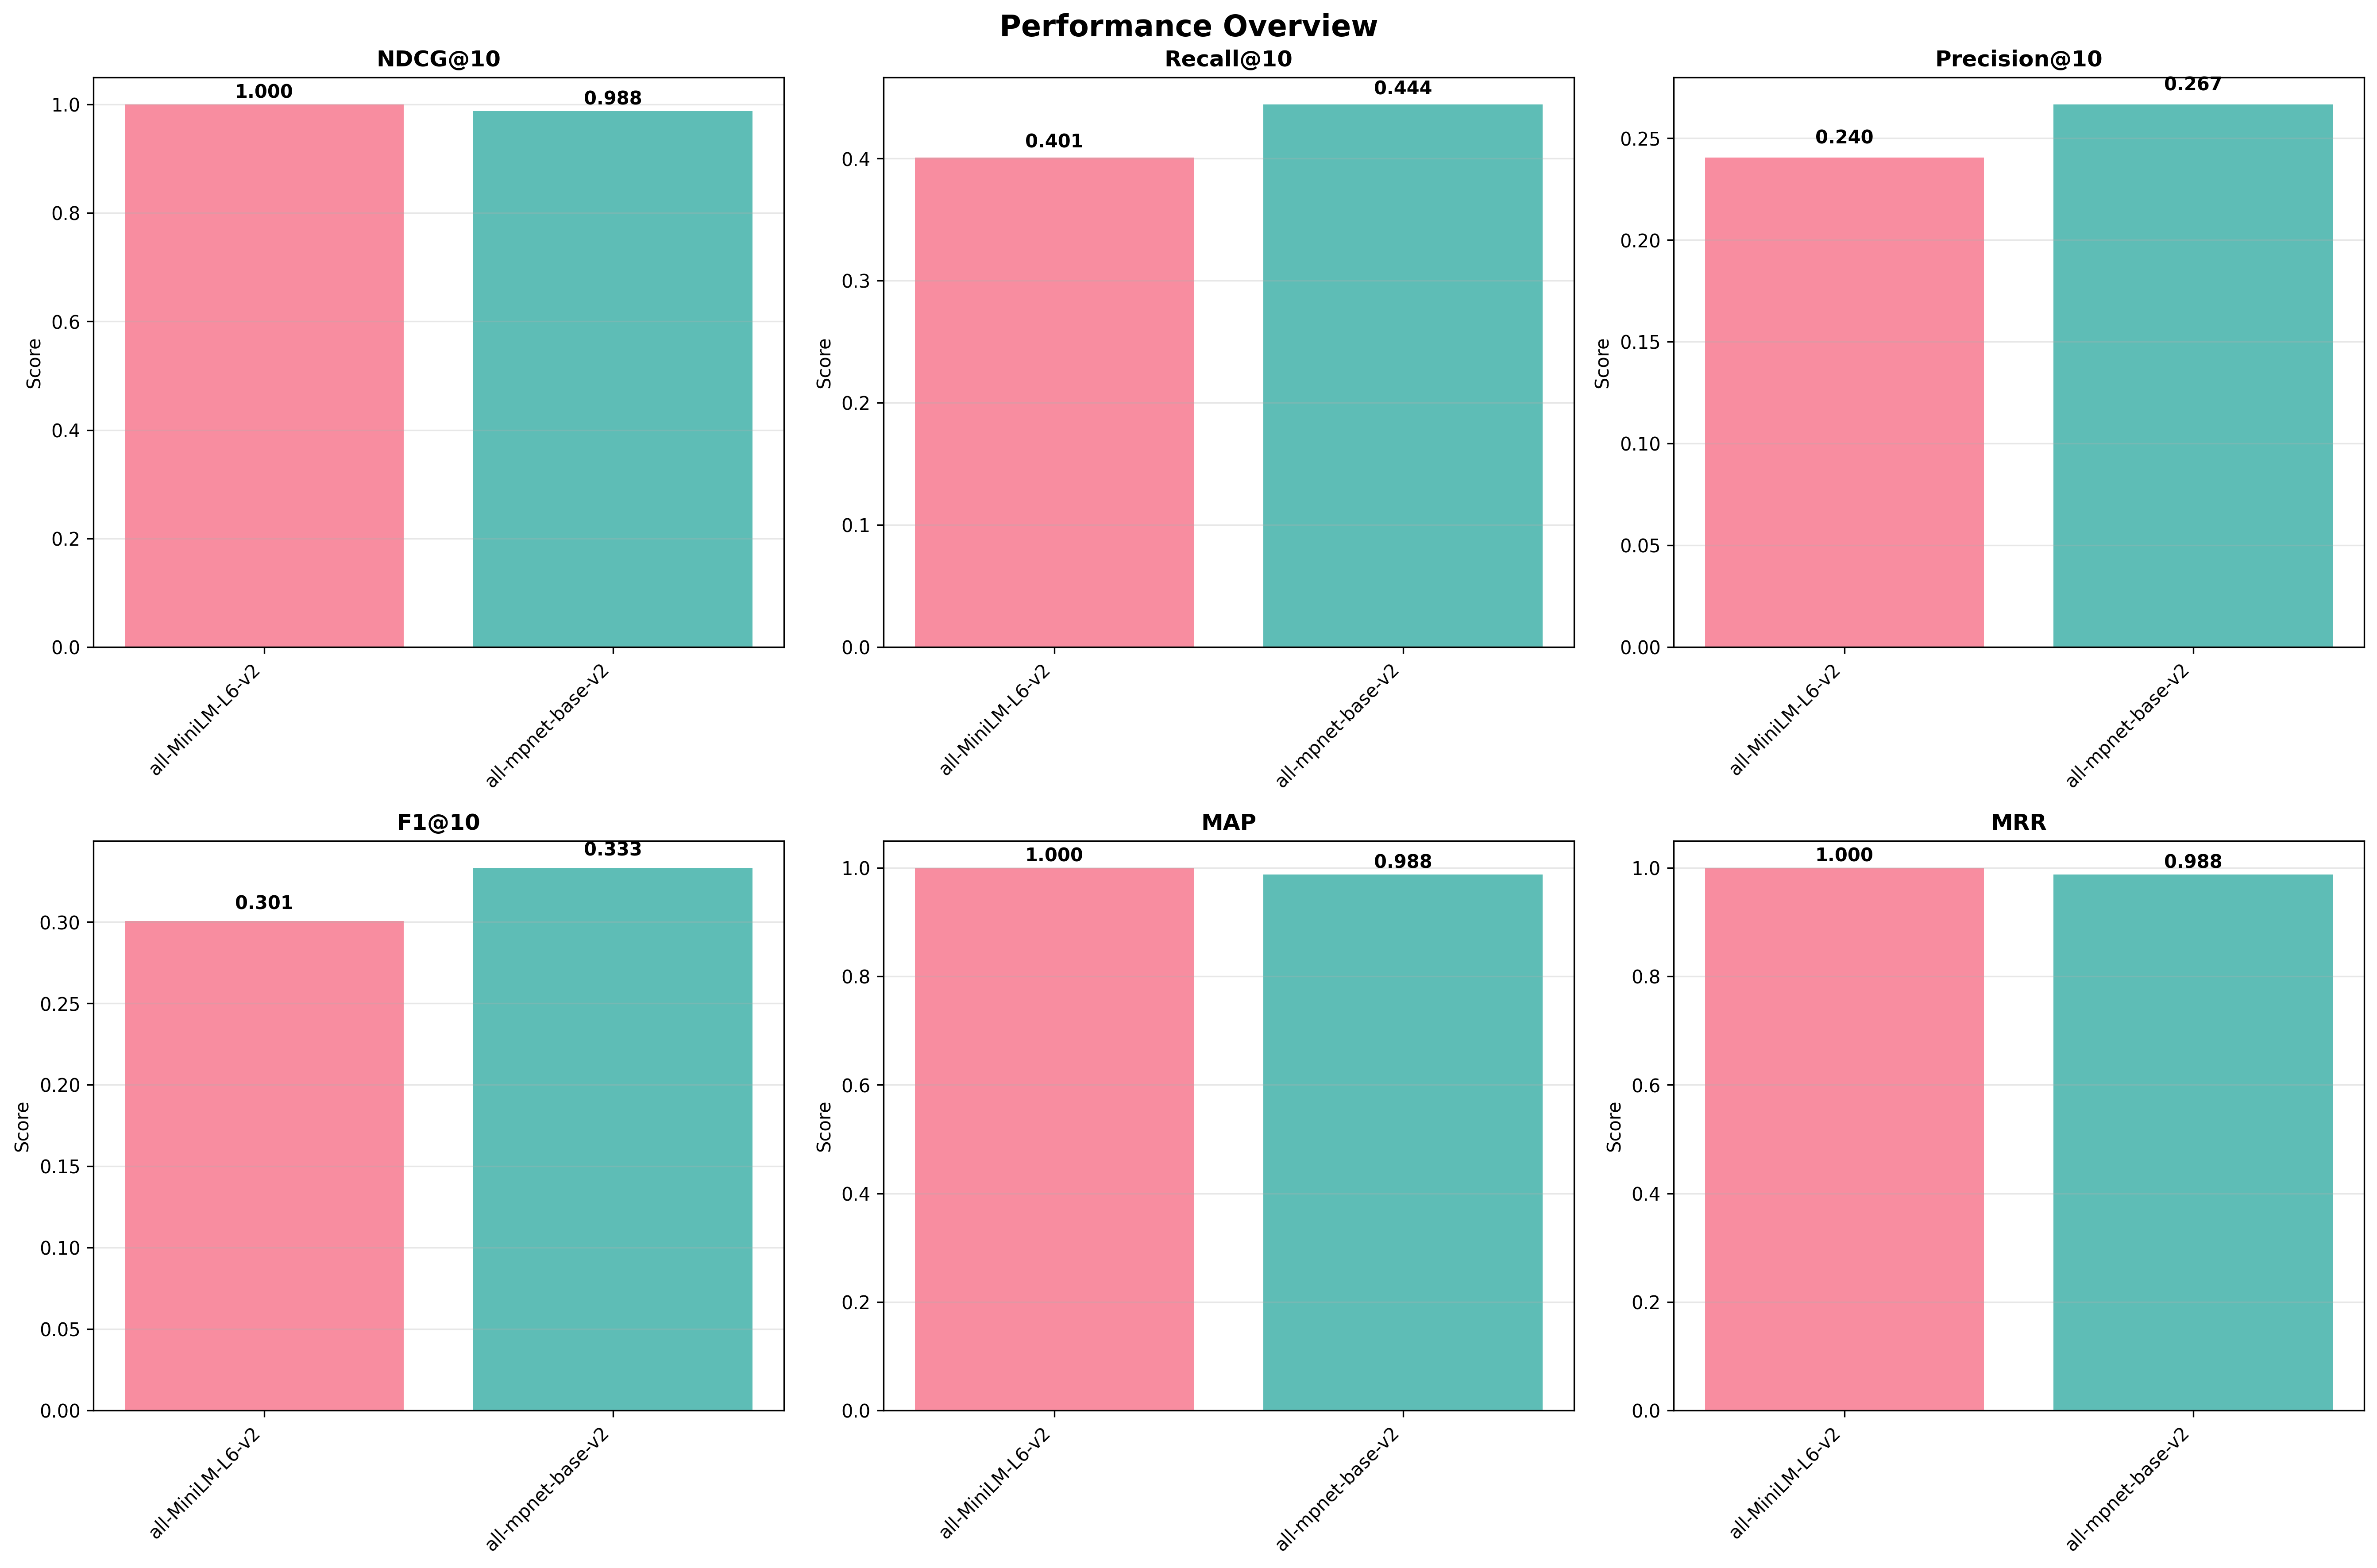 Performance Overview
NDCG@10
Score
1.0
0.8
0.6
0.4
0.2
0.0
1.000
0.988
all-MiniLM-L6-v2
all-mpnet-base-v2
Recall@10
Score
0.4
0.3
0.2
0.1
0.0
0.401
0.444
all-MiniLM-L6-v2
all-mpnet-base-v2
Precision@10
Score
0.25
0.20
0.15
0.10
0.05
0.00
0.240
0.267
all-MiniLM-L6-v2
all-mpnet-base-v2
F1@10
Score
0.30
0.25
0.20
0.15
0.10
0.05
0.00
0.301
0.333
all-MiniLM-L6-v2
all-mpnet-base-v2
MAP
Score
1.0
0.8
0.6
0.4
0.2
0.0
1.000
0.988
all-MiniLM-L6-v2
all-mpnet-base-v2
MRR
Score
1.0
0.8
0.6
0.4
0.2
0.0
1.000
0.988
all-MiniLM-L6-v2
all-mpnet-base-v2